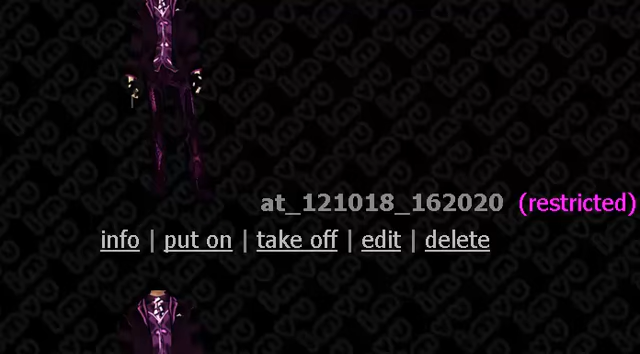 at_121018_162020 (restricted)
info | put on | take off | edit | delete